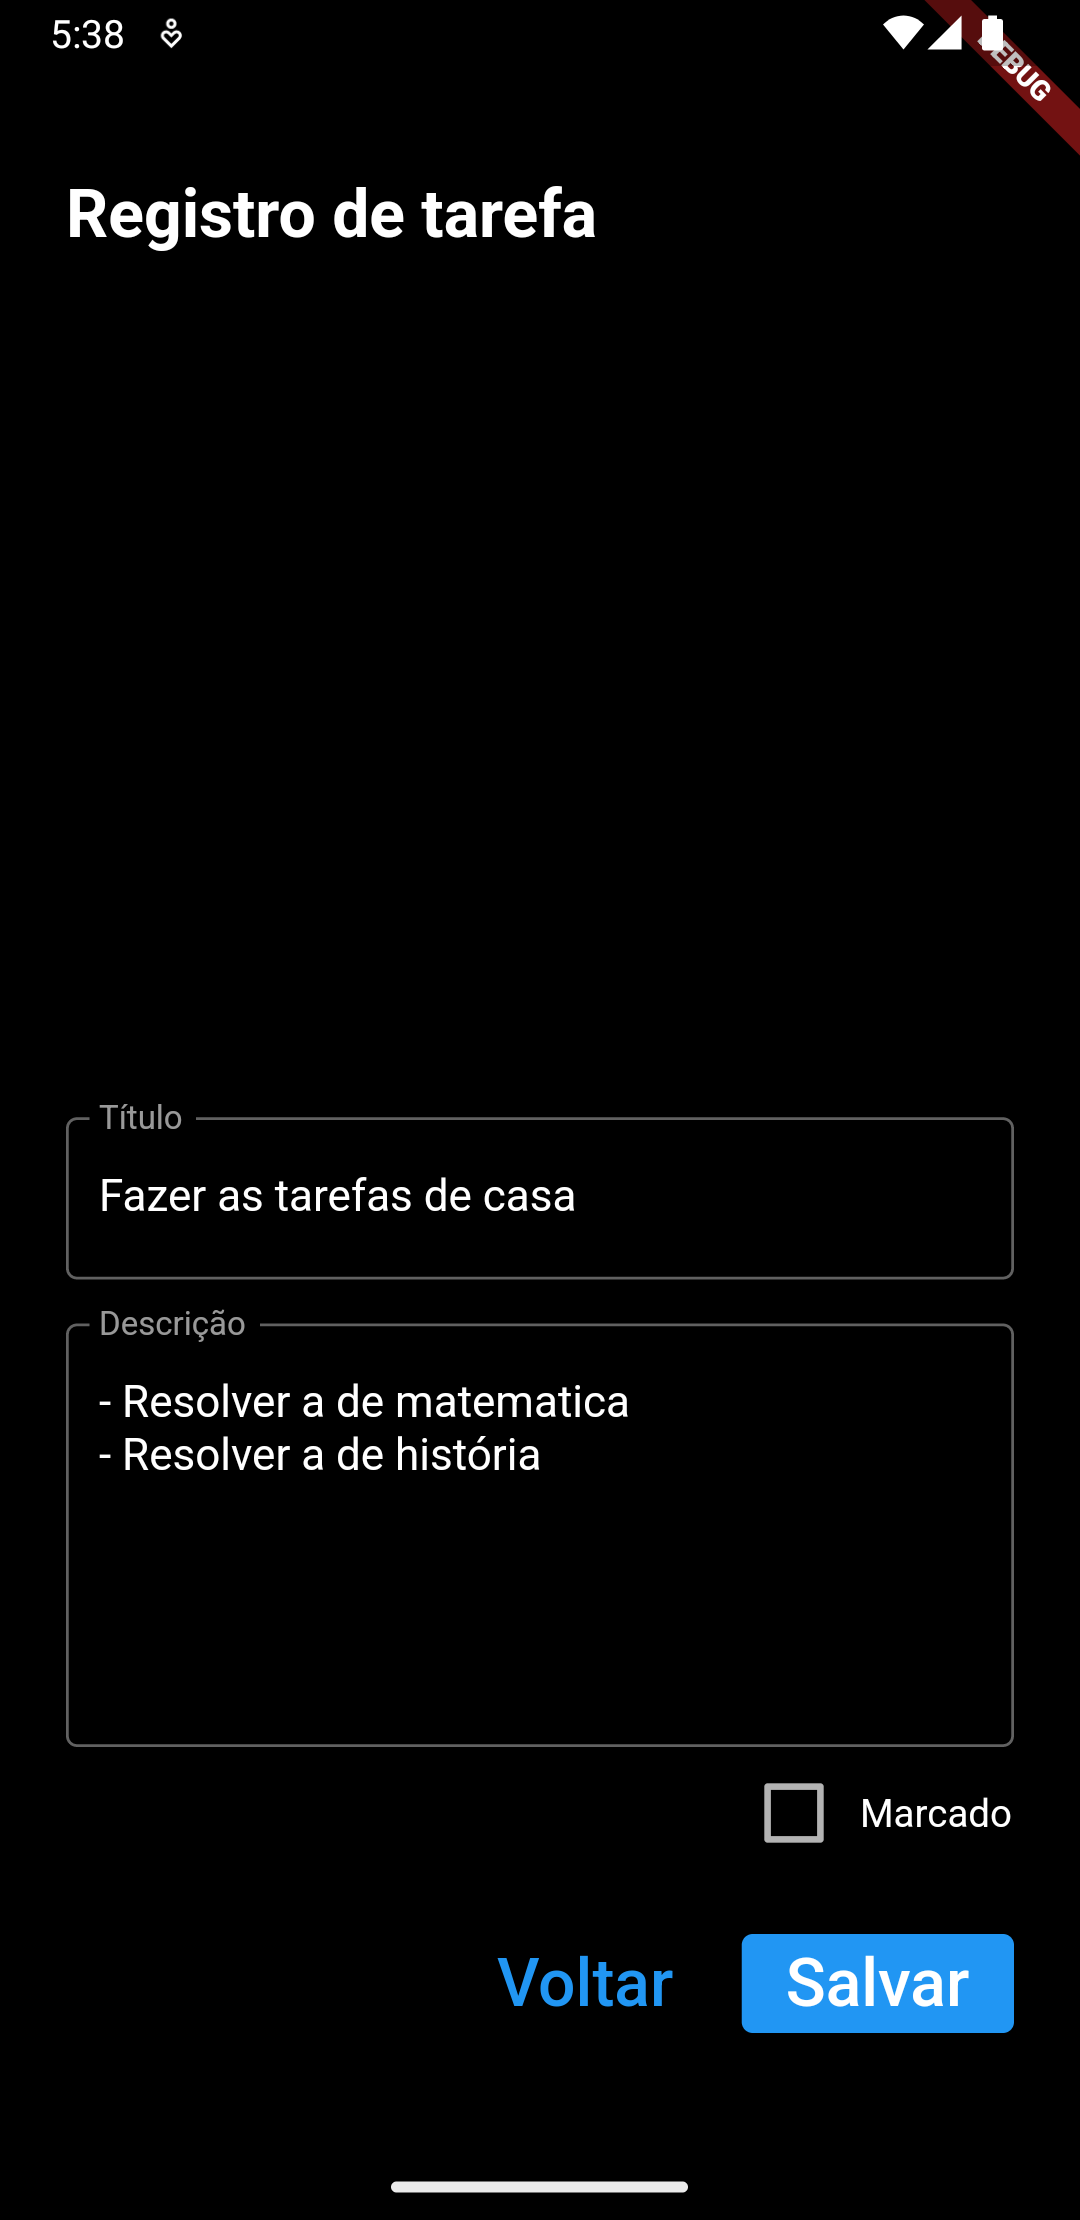 5:38
DEBUG
Registro de tarefa
Título
Fazer as tarefas de casa
Descrição
- Resolver a de matematica
- Resolver a de história
Marcado
Voltar
Salvar